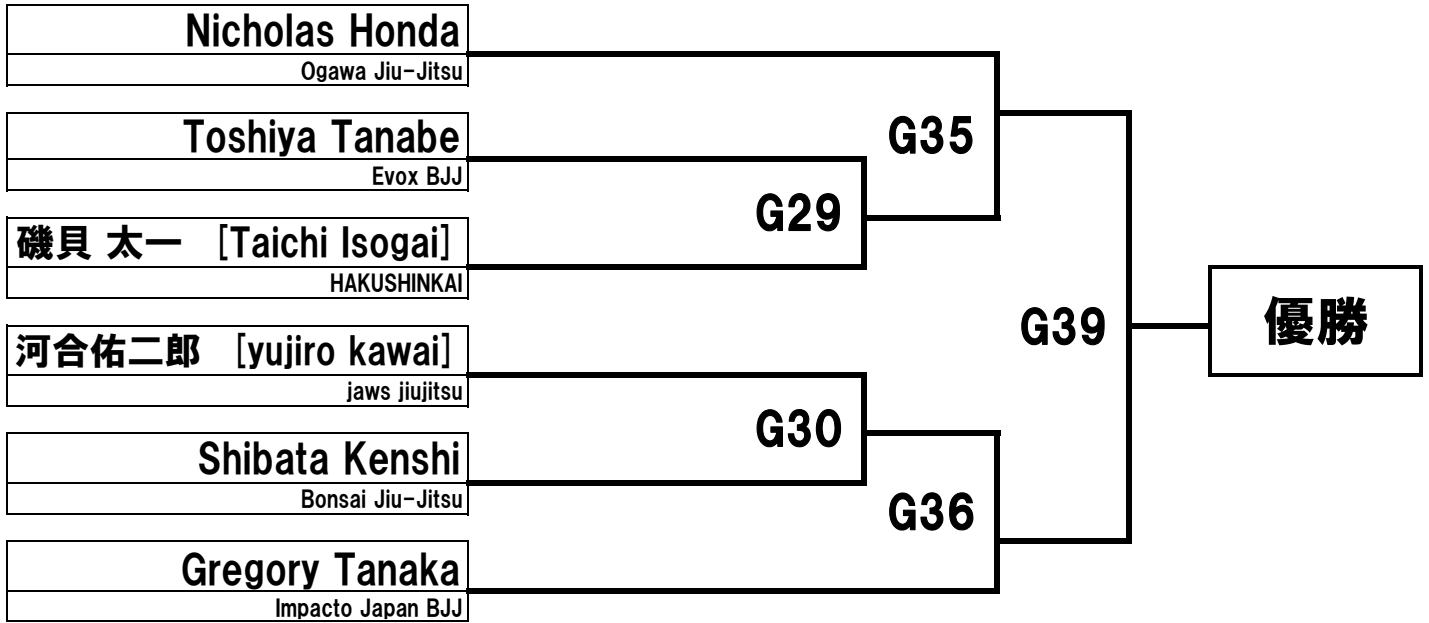 Nicholas Honda
Ogawa Jiu-Jitsu
G35
Toshiya Tanabe
Evox BJJ
G29
磯貝 太一 [Taichi Isogai]
HAKUSHINKAI
G39
優勝
河合佑二郎 [yujiro kawai]
jaws jiujitsu
G30
Shibata Kenshi
Bonsai Jiu-Jitsu
G36
Gregory Tanaka
Impacto Japan BJJ